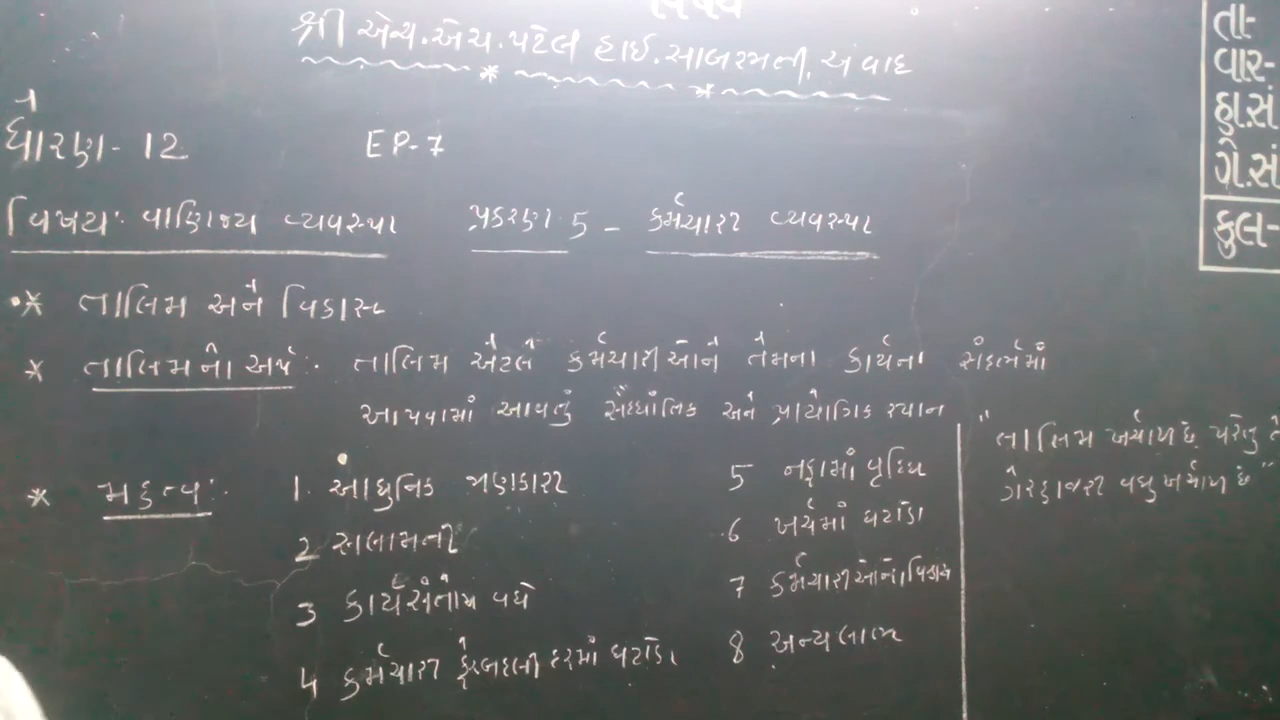 વિષય
શ્રી એચ.એચ.પટેલ હાઈ.સાબરમતી, અ'વાદ
ધોરણ- 12 EP-7
વિષય: વાણિજ્ય વ્યવસ્થા પ્રકરણ 5 - કર્મચારી વ્યવસ્થા
* તાલિમ અને વિકાસ
* તાલિમનો અર્થ: તાલિમ એટલે કર્મચારીઓને તેમના કાર્યના સંદર્ભમાં
આપવામાં આવતું સૈદ્ધાંતિક અને પ્રાયોગિક જ્ઞાન
* મહત્વ:
1. આધુનિક જાણકારી
2 સલામતી
3 કાર્યસંતોષ વધે
4 કર્મચારી ફેરબદલી દરમાં ઘટાડો
5 નફામાં વૃદ્ધિ
6 ખર્ચમાં ઘટાડો
7 કર્મચારીઓનો વિકાસ
8 અન્ય લાભ
"તાલિમ ખર્ચાળ છે પરંતુ તે
ગેરહાજરી વધુ ખર્ચાળ છે"
તા-
વાર-
હા.સં
ગે.સં
કુલ-